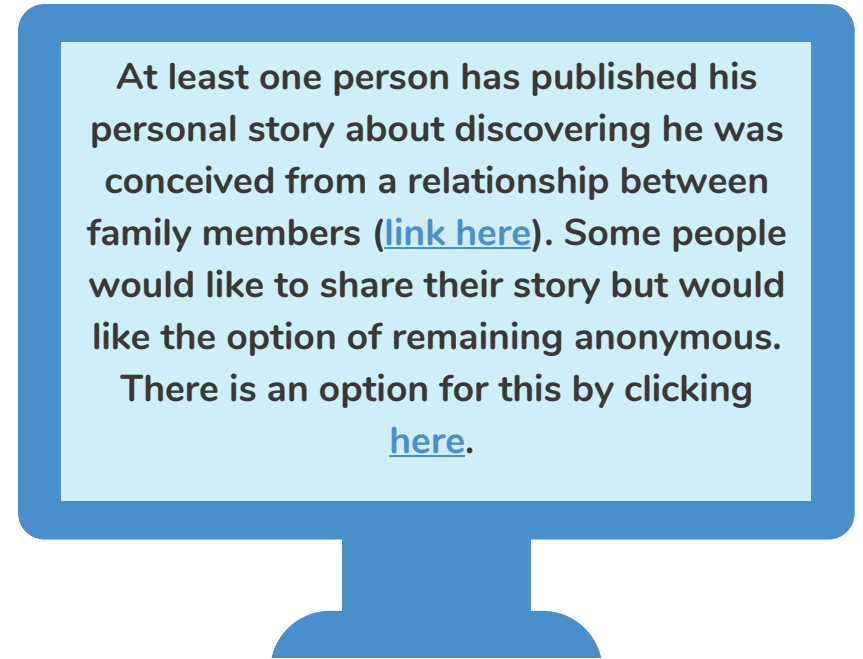 At least one person has published his
personal story about discovering he was
conceived from a relationship between
family members (link here). Some people
would like to share their story but would
like the option of remaining anonymous.
There is an option for this by clicking
here.